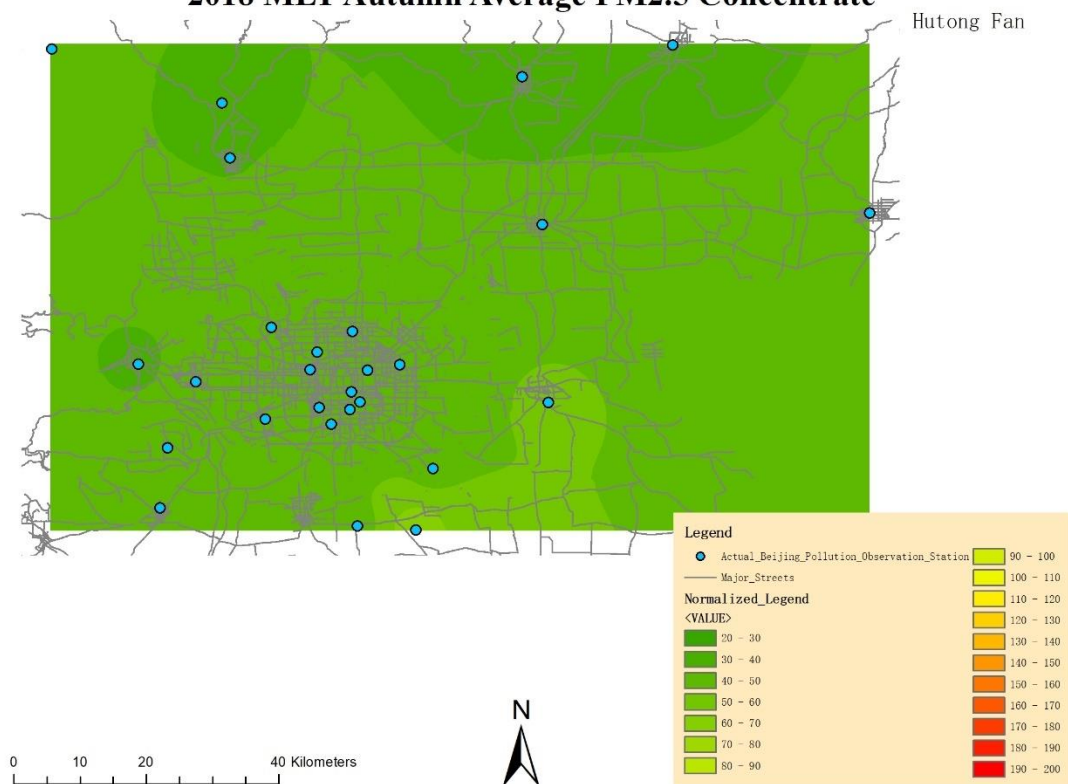 2018 MEI Autumn Average PM2.5 Concentrate
Hutong Fan
Legend
Actual_Beijing_Pollution_Observation_Station
Major_Streets
Normalized_Legend
<VALUE>
20 - 30
30 - 40
40 - 50
50 - 60
60 - 70
70 - 80
80 - 90
90 - 100
100 - 110
110 - 120
120 - 130
130 - 140
140 - 150
150 - 160
160 - 170
170 - 180
180 - 190
190 - 200
N
0 10 20 40 Kilometers